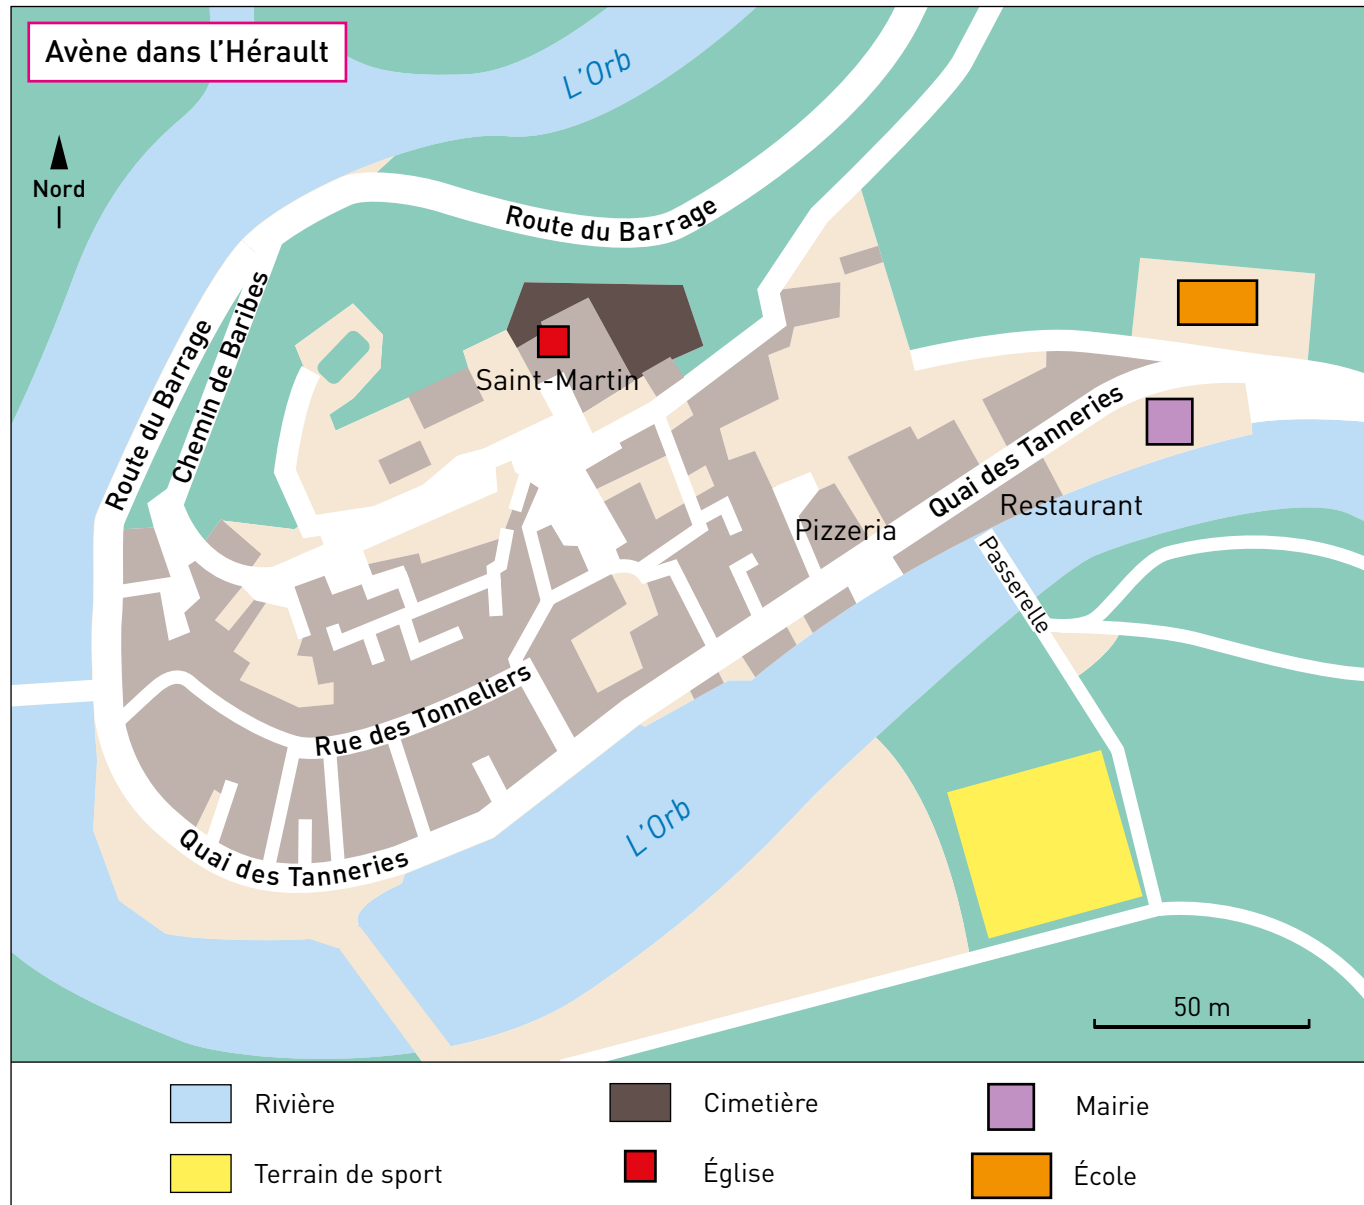 Avène dans l'Hérault
L'Orb
Nord
Route du Barrage
Route du Barrage
Chemin de Baribes
Saint-Martin
Quai des Tanneries
Restaurant
Pizzeria
Passerelle
Rue des Tonneliers
L'Orb
Quai des Tanneries
50 m
Rivière
Cimetière
Mairie
Terrain de sport
Église
École